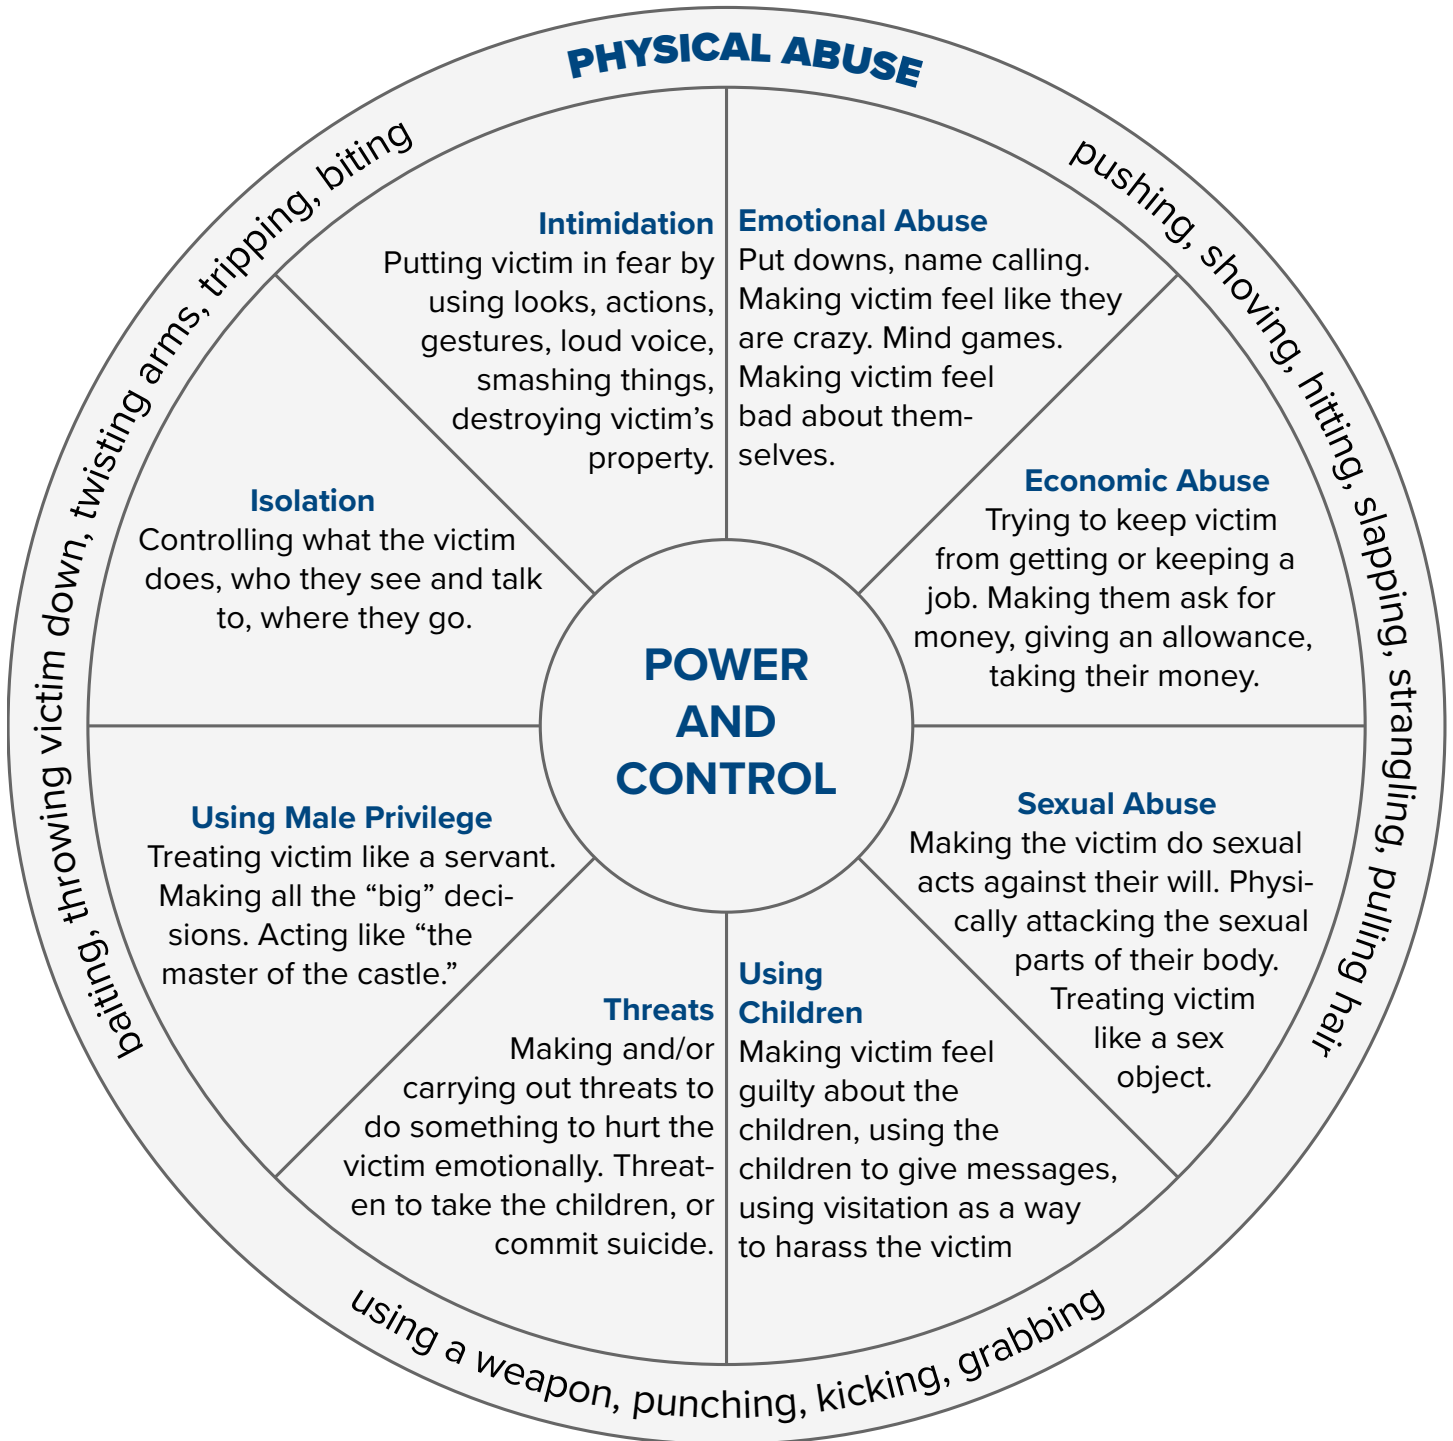 PHYSICAL ABUSE
pushing, shoving, hitting, slapping, strangling, pulling hair
using a weapon, punching, kicking, grabbing
baiting, throwing victim down, twisting arms, tripping, biting
POWER
AND
CONTROL
Emotional Abuse
Put downs, name calling.
Making victim feel like they
are crazy. Mind games.
Making victim feel
bad about them-
selves.
Economic Abuse
Trying to keep victim
from getting or keeping a
job. Making them ask for
money, giving an allowance,
taking their money.
Sexual Abuse
Making the victim do sexual
acts against their will. Physi-
cally attacking the sexual
parts of their body.
Treating victim
like a sex
object.
Using
Children
Making victim feel
guilty about the
children, using the
children to give messages,
using visitation as a way
to harass the victim
Threats
Making and/or
carrying out threats to
do something to hurt the
victim emotionally. Threat-
en to take the children, or
commit suicide.
Using Male Privilege
Treating victim like a servant.
Making all the “big” deci-
sions. Acting like “the
master of the castle.”
Isolation
Controlling what the victim
does, who they see and talk
to, where they go.
Intimidation
Putting victim in fear by
using looks, actions,
gestures, loud voice,
smashing things,
destroying victim’s
property.